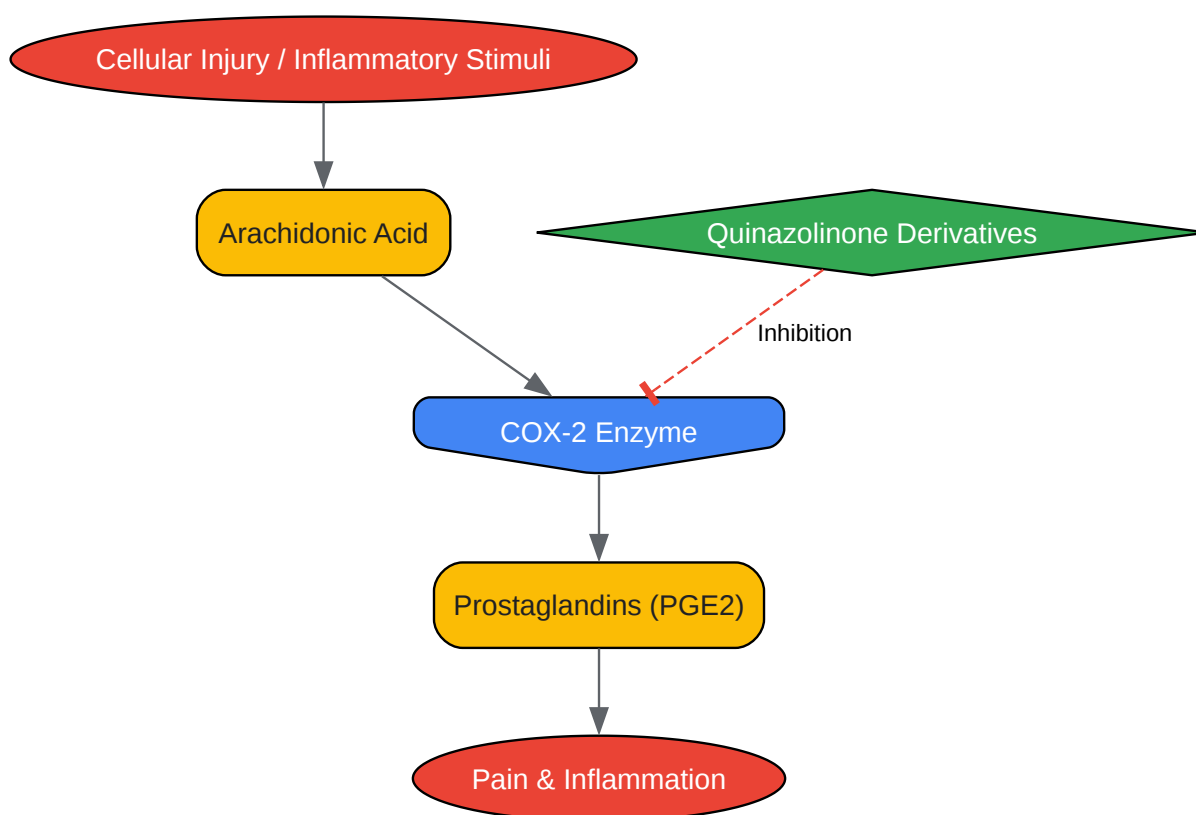 Cellular Injury / Inflammatory Stimuli
Arachidonic Acid
Quinazolinone Derivatives
Inhibition
COX-2 Enzyme
Prostaglandins (PGE2)
Pain & Inflammation